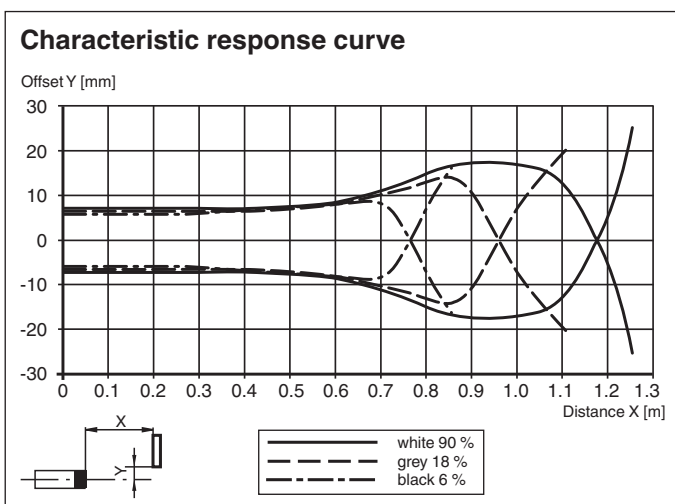 Characteristic response curve
Offset Y [mm]
30
20
10
0
-10
-20
-30
0 0.1 0.2 0.3 0.4 0.5 0.6 0.7 0.8 0.9 1.0 1.1 1.2 1.3
Distance X [m]
X
Y
white 90 %
grey 18 %
black 6 %